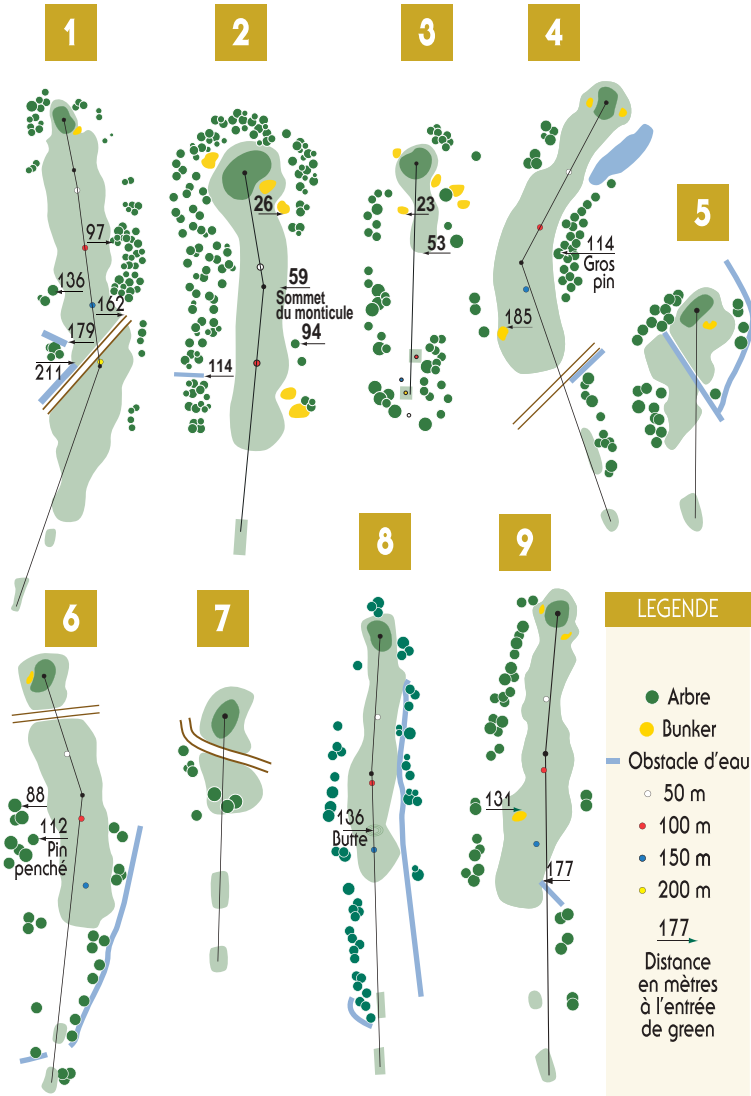 1
97
136
162
179
211
2
26
59
Sommet
du monticule
94
114
3
23
53
4
114
Gros
pin
185
5
6
88
112
Pin
penché
7
8
136
Butte
9
131
177
LEGENDE
Arbre
Bunker
Obstacle d'eau
50 m
100 m
150 m
200 m
177
Distance
en mètres
à l'entrée
de green